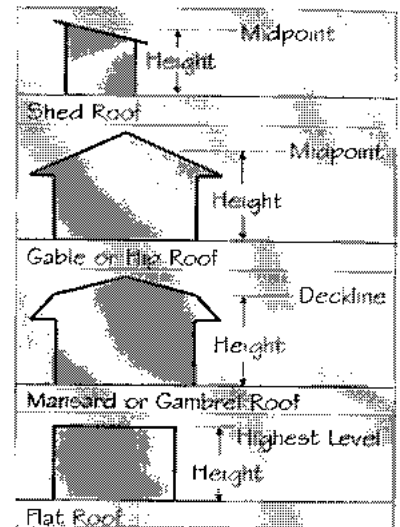 Midpoint
Height
Shed Roof
Midpoint
Height
Gable or Hip Roof
Deckline
Height
Mansard or Gambrel Roof
Highest Level
Height
Flat Roof